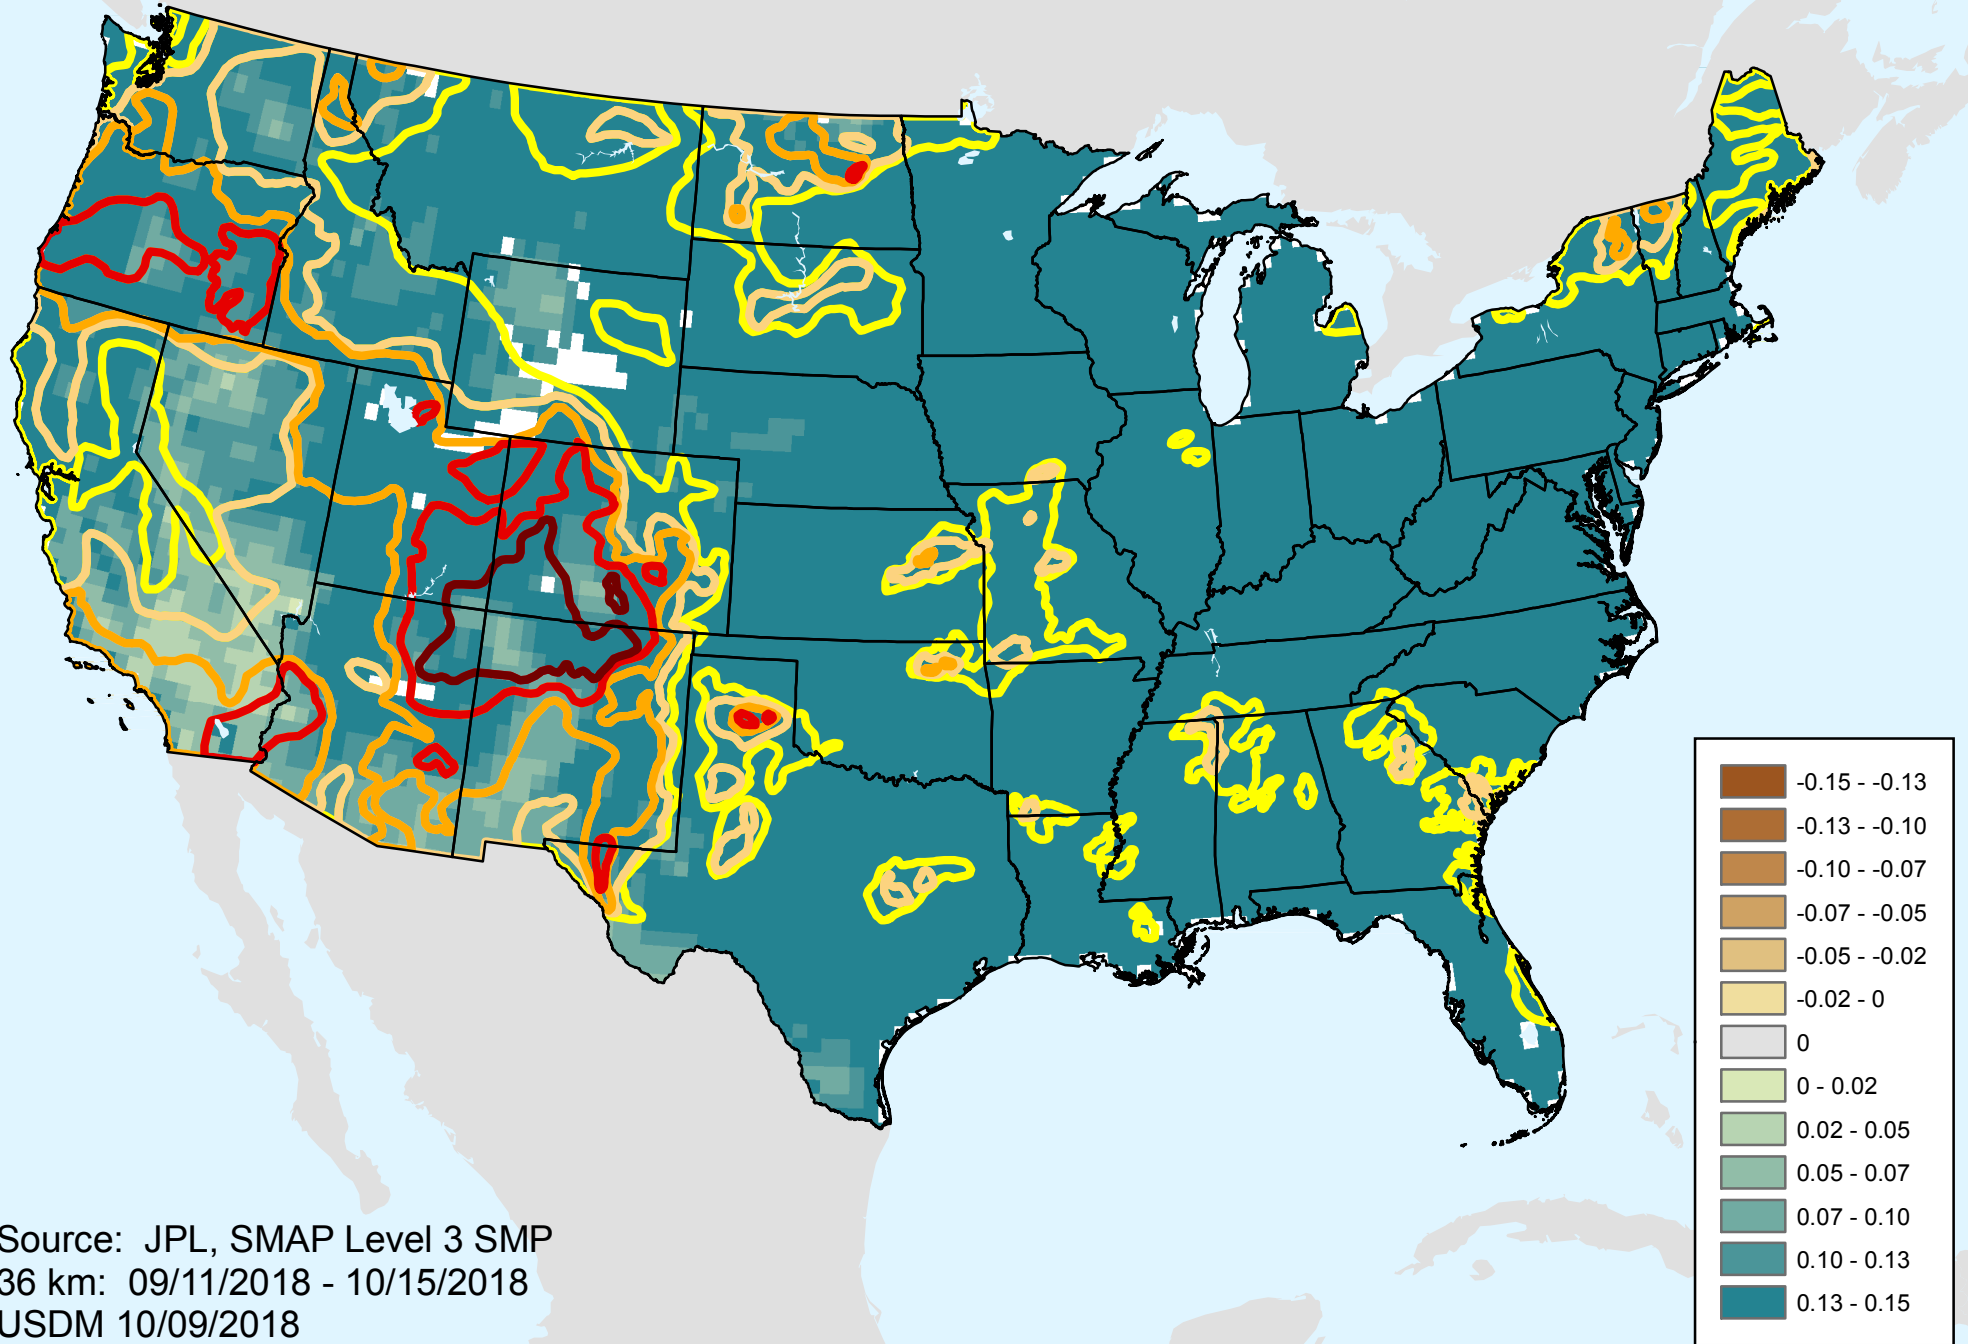 -0.15 - -0.13
-0.13 - -0.10
-0.10 - -0.07
-0.07 - -0.05
-0.05 - -0.02
-0.02 - 0
0
0 - 0.02
0.02 - 0.05
0.05 - 0.07
0.07 - 0.10
0.10 - 0.13
0.13 - 0.15
Source: JPL, SMAP Level 3 SMP
36 km: 09/11/2018 - 10/15/2018
USDM 10/09/2018